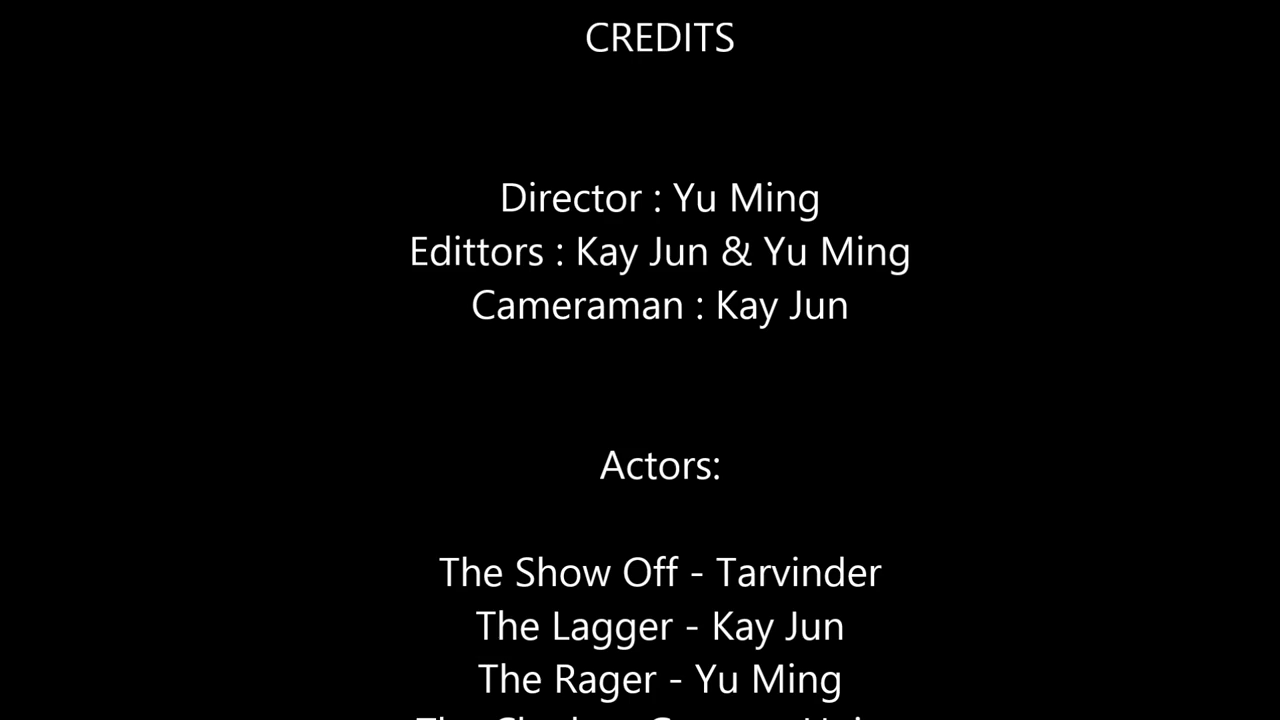 CREDITS
Director : Yu Ming
Edittors : Kay Jun & Yu Ming
Cameraman : Kay Jun
Actors:
The Show Off - Tarvinder
The Lagger - Kay Jun
The Rager - Yu Ming
The